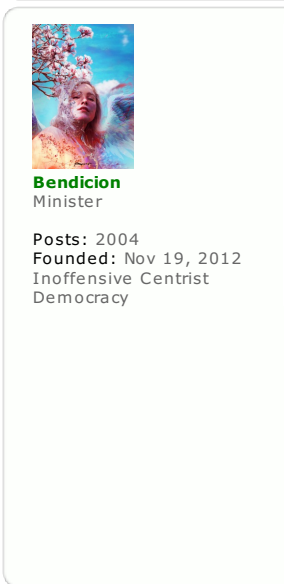 Bendicion
Minister
Posts: 2004
Founded: Nov 19, 2012
Inoffensive Centrist
Democracy